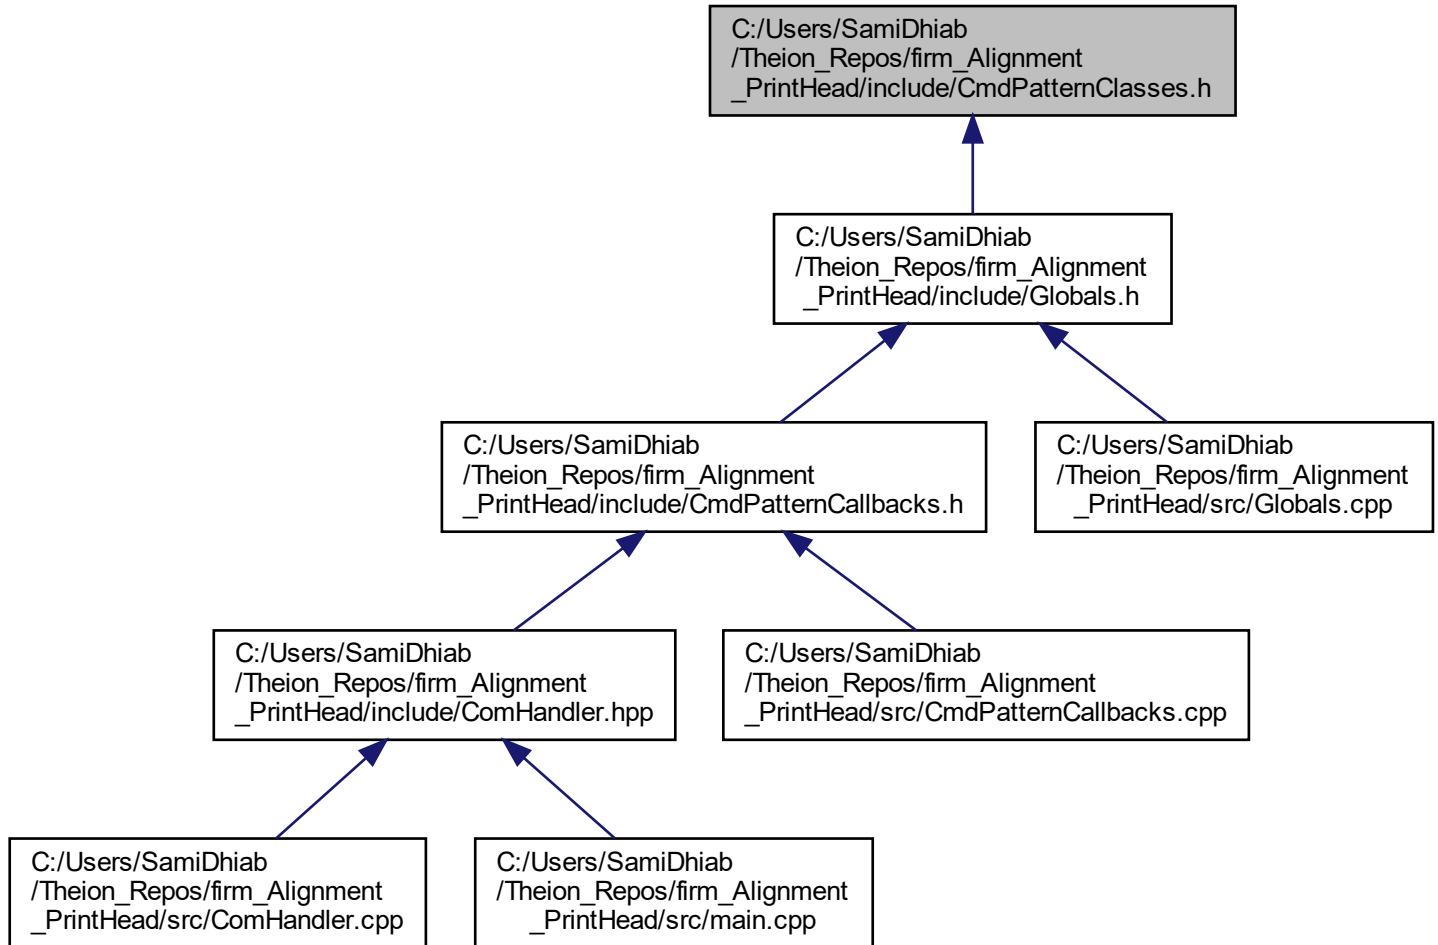 C:/Users/SamiDhiab
/Theion_Repos/firm_Alignment
_PrintHead/include/CmdPatternClasses.h
C:/Users/SamiDhiab
/Theion_Repos/firm_Alignment
_PrintHead/include/Globals.h
C:/Users/SamiDhiab
/Theion_Repos/firm_Alignment
_PrintHead/include/CmdPatternCallbacks.h
C:/Users/SamiDhiab
/Theion_Repos/firm_Alignment
_PrintHead/src/Globals.cpp
C:/Users/SamiDhiab
/Theion_Repos/firm_Alignment
_PrintHead/include/ComHandler.hpp
C:/Users/SamiDhiab
/Theion_Repos/firm_Alignment
_PrintHead/src/CmdPatternCallbacks.cpp
C:/Users/SamiDhiab
/Theion_Repos/firm_Alignment
_PrintHead/src/ComHandler.cpp
C:/Users/SamiDhiab
/Theion_Repos/firm_Alignment
_PrintHead/src/main.cpp